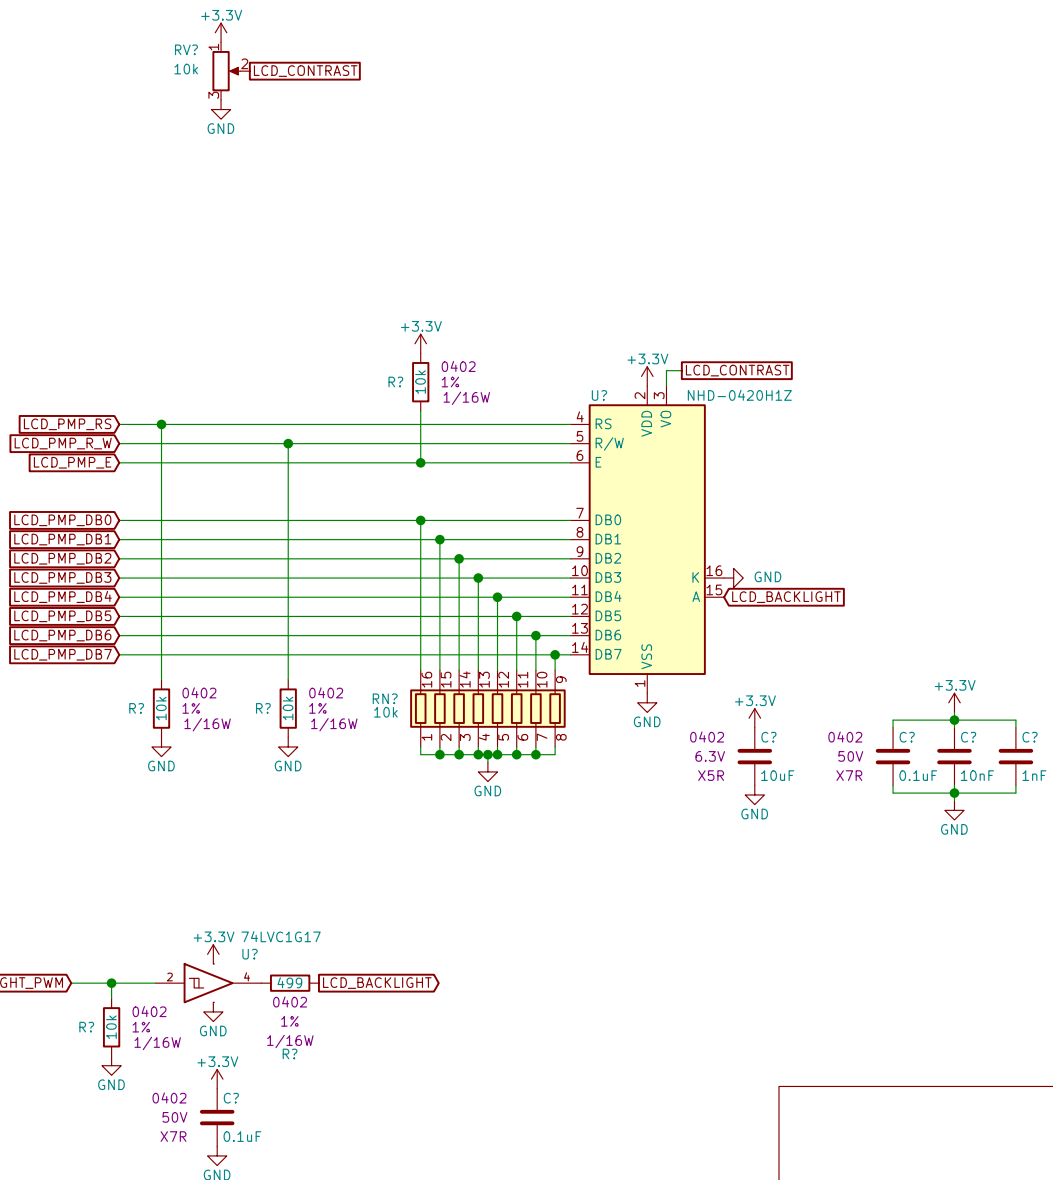 +3.3V
RV?
10k
1
2
3
LCD_CONTRAST
GND
+3.3V
R?
10k
0402
1%
1/16W
+3.3V
LCD_CONTRAST
U?
NHD-0420H1Z
2
3
VDD
VO
LCD_PMP_RS
4
RS
LCD_PMP_R_W
5
R/W
LCD_PMP_E
6
E
LCD_PMP_DB0
7
DB0
LCD_PMP_DB1
8
DB1
LCD_PMP_DB2
9
DB2
LCD_PMP_DB3
10
DB3
K
16
GND
LCD_PMP_DB4
11
DB4
A
15
LCD_BACKLIGHT
LCD_PMP_DB5
12
DB5
LCD_PMP_DB6
13
DB6
LCD_PMP_DB7
14
DB7
VSS
1
GND
R?
10k
0402
1%
1/16W
GND
R?
10k
0402
1%
1/16W
GND
RN?
10k
16
15
14
13
12
11
10
9
1
2
3
4
5
6
7
8
GND
+3.3V
0402
6.3V
X5R
C?
10uF
GND
+3.3V
0402
50V
X7R
C?
0.1uF
C?
10nF
C?
1nF
GND
+3.3V
74LVC1G17
U?
GHT_PWM
2
4
499
LCD_BACKLIGHT
0402
1%
1/16W
R?
GND
R?
10k
0402
1%
1/16W
GND
+3.3V
0402
50V
X7R
C?
0.1uF
GND